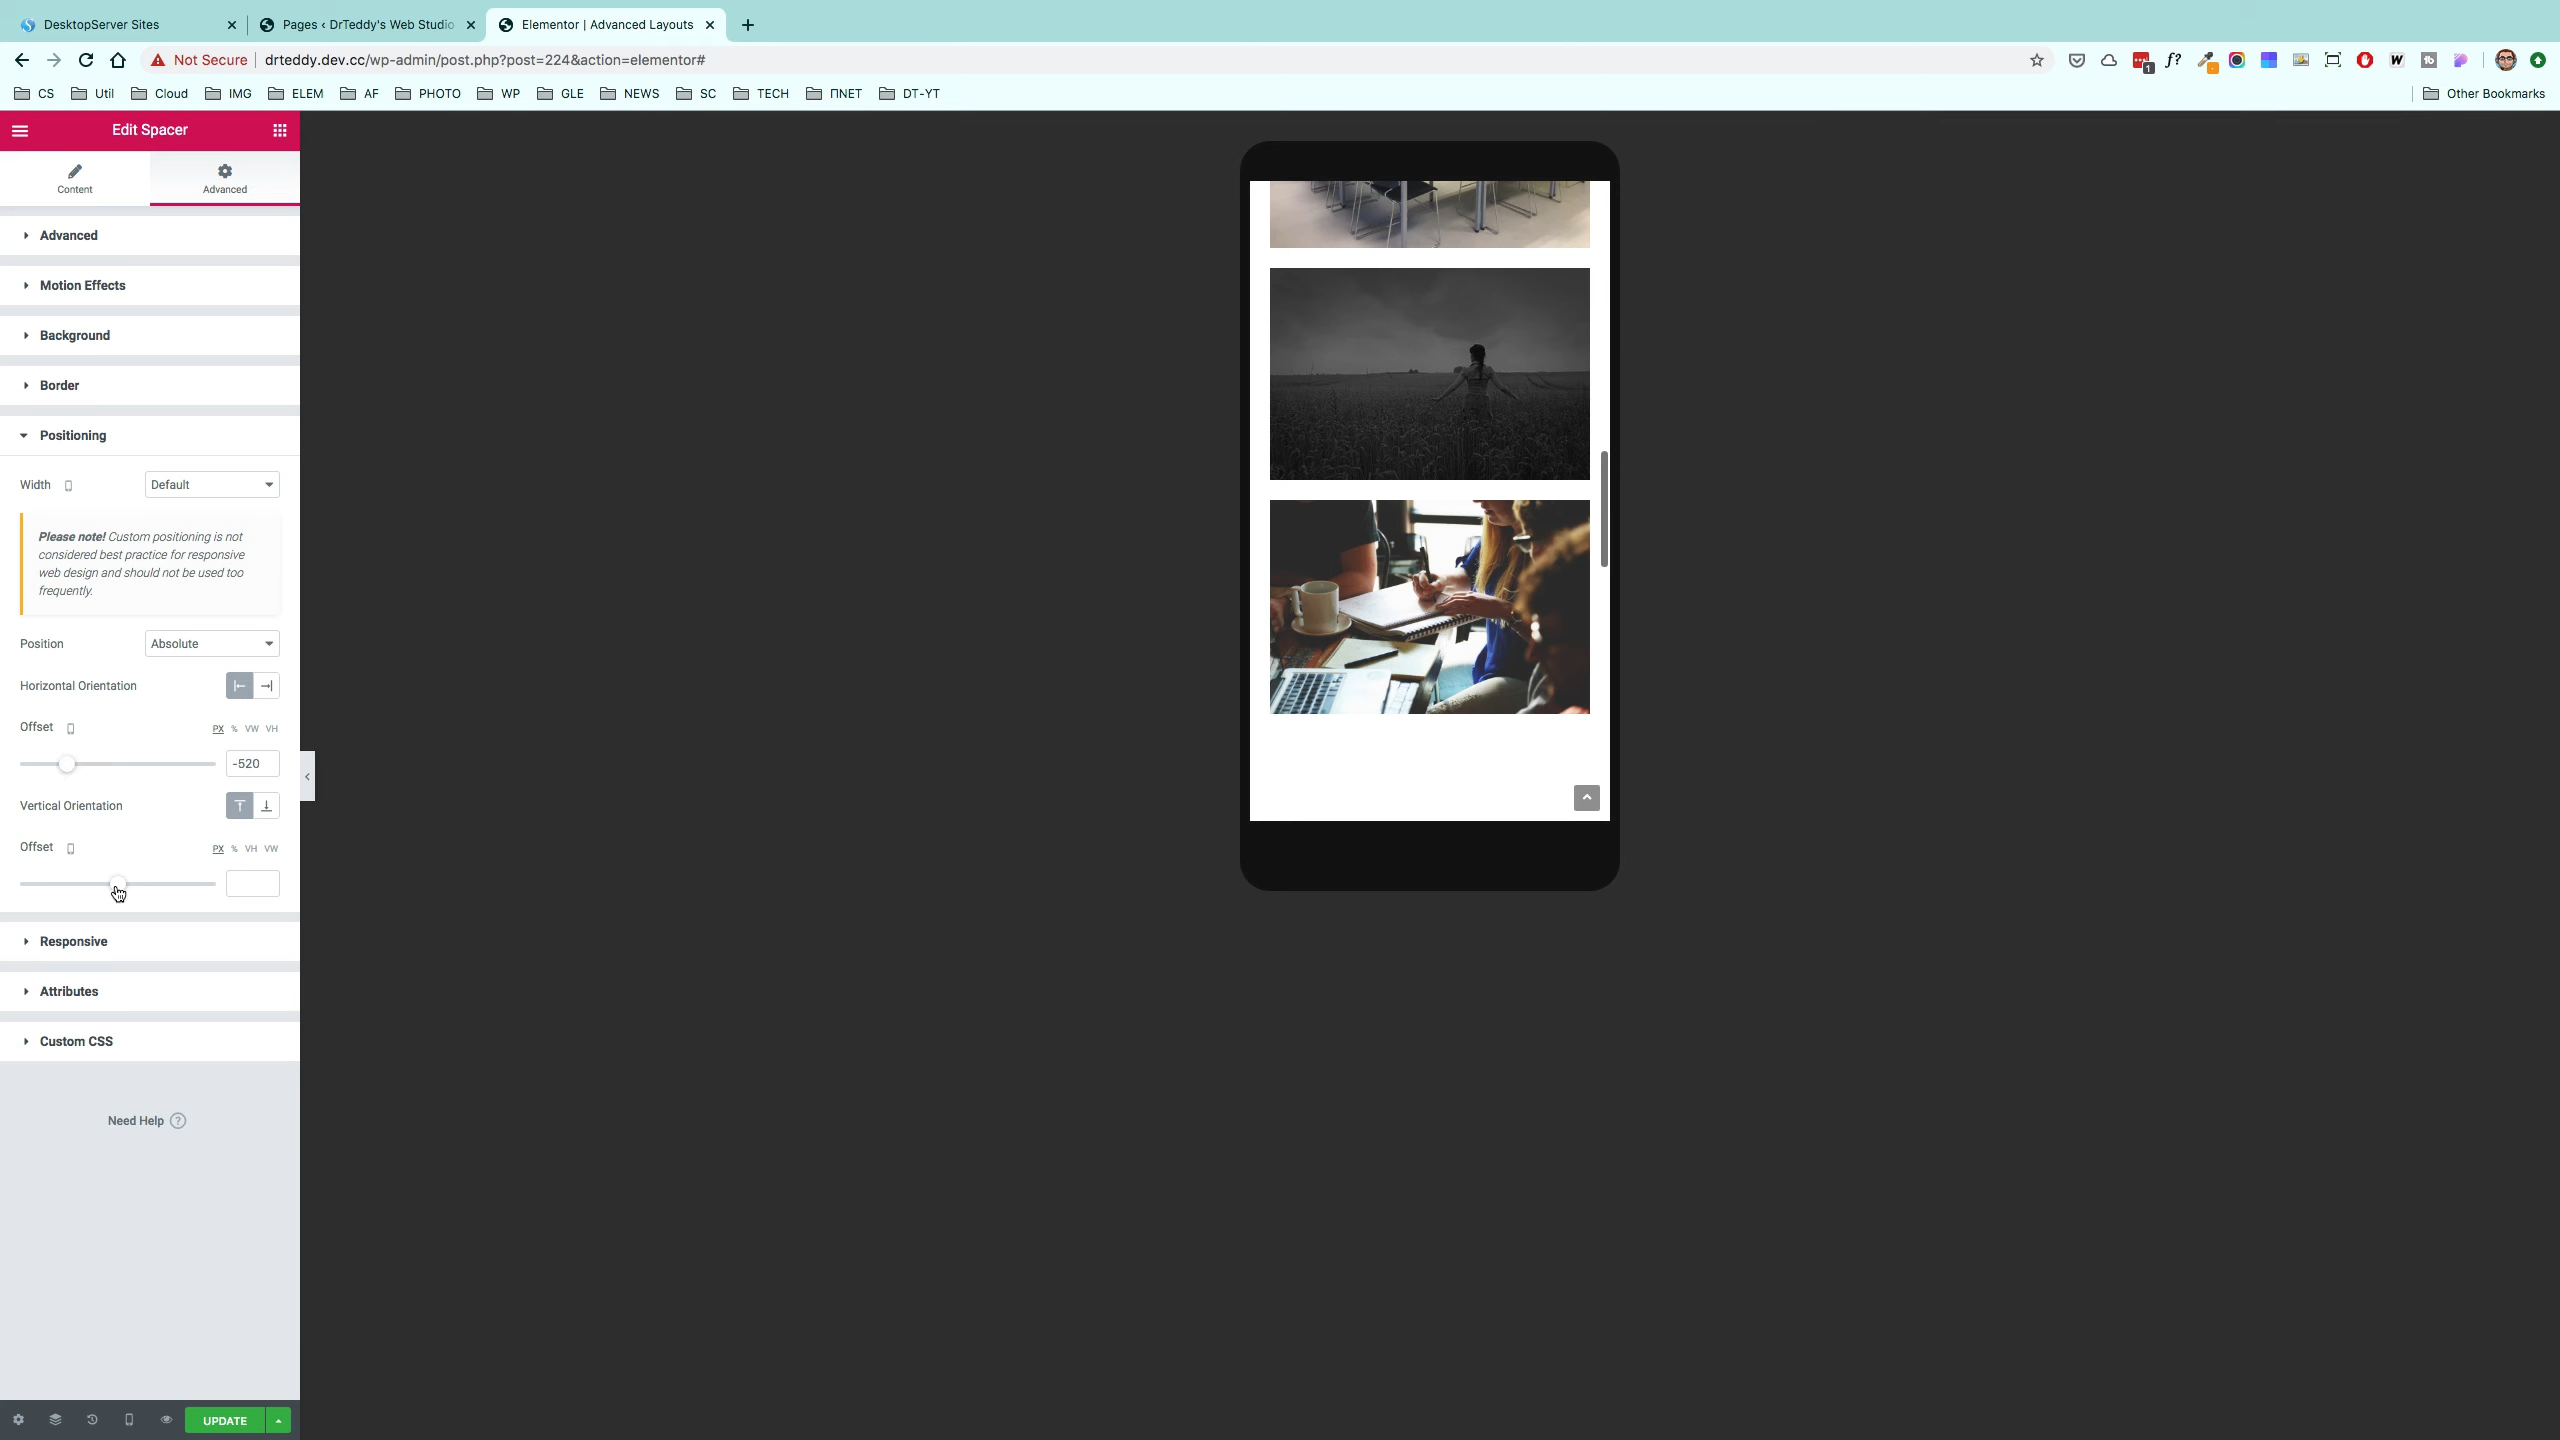 DesktopServer Sites
Pages ‹ DrTeddy's Web Studio
Elementor | Advanced Layouts
Not Secure
drteddy.dev.cc/wp-admin/post.php?post=224&action=elementor#
1
f?
W
CS
Util
Cloud
IMG
ELEM
AF
PHOTO
WP
GLE
NEWS
SC
TECH
ΠNET
DT-YT
Other Bookmarks
Edit Spacer
Content
Advanced
Advanced
Motion Effects
Background
Border
Positioning
Width
Default
Please note! Custom positioning is not
considered best practice for responsive
web design and should not be used too
frequently.
Position
Absolute
Horizontal Orientation
Offset
PX % VW VH
-520
Vertical Orientation
Offset
PX % VH VW
Responsive
Attributes
Custom CSS
Need Help ?
UPDATE